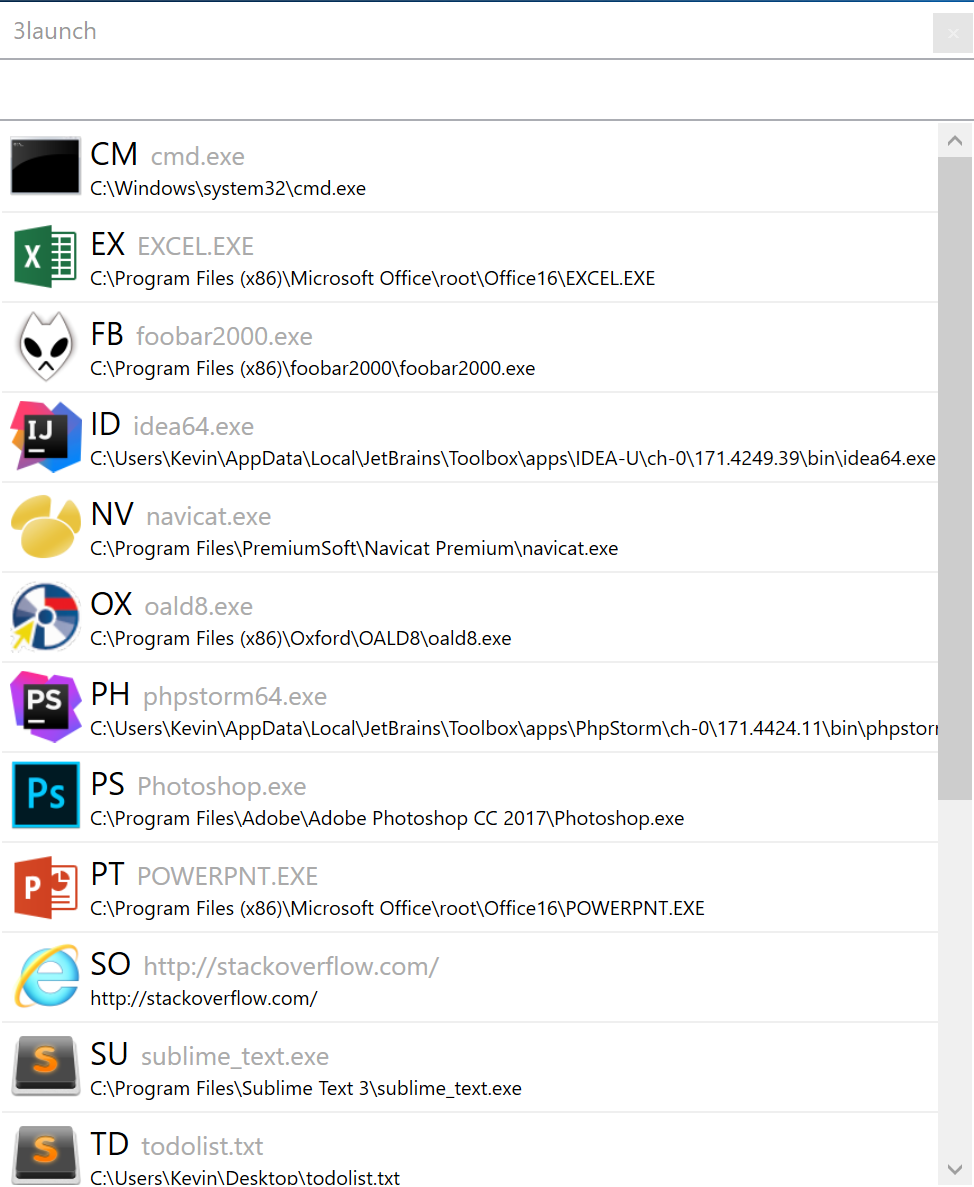 3launch
CM cmd.exe
C:\Windows\system32\cmd.exe
EX EXCEL.EXE
C:\Program Files (x86)\Microsoft Office\root\Office16\EXCEL.EXE
FB foobar2000.exe
C:\Program Files (x86)\foobar2000\foobar2000.exe
IJ
ID idea64.exe
C:\Users\Kevin\AppData\Local\JetBrains\Toolbox\apps\IDEA-U\ch-0\171.4249.39\bin\idea64.exe
NV navicat.exe
C:\Program Files\PremiumSoft\Navicat Premium\navicat.exe
OX oald8.exe
C:\Program Files (x86)\Oxford\OALD8\oald8.exe
PS
PH phpstorm64.exe
C:\Users\Kevin\AppData\Local\JetBrains\Toolbox\apps\PhpStorm\ch-0\171.4424.11\bin\phpstor
Ps
PS Photoshop.exe
C:\Program Files\Adobe\Adobe Photoshop CC 2017\Photoshop.exe
P
PT POWERPNT.EXE
C:\Program Files (x86)\Microsoft Office\root\Office16\POWERPNT.EXE
SO http://stackoverflow.com/
http://stackoverflow.com/
S
SU sublime_text.exe
C:\Program Files\Sublime Text 3\sublime_text.exe
S
TD todolist.txt
C:\Users\Kevin\Desktop\todolist.txt